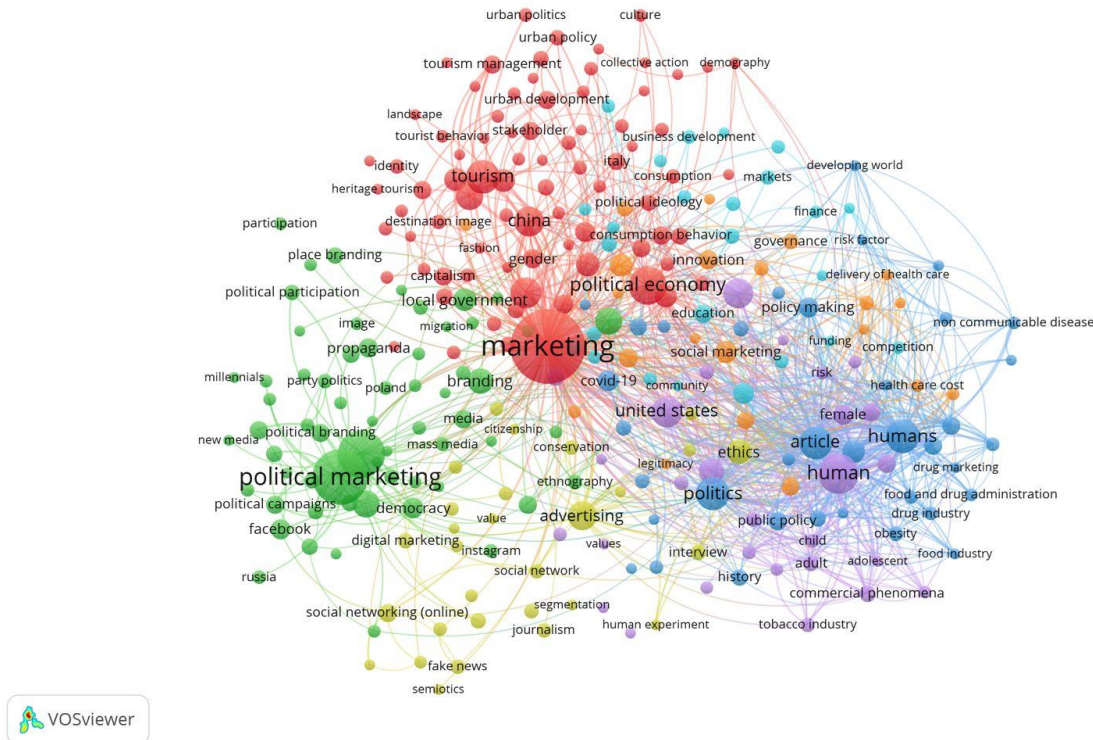 urban politics
culture
urban policy
tourism management
collective action
demography
urban development
landscape
tourist behavior
stakeholder
business development
italy
developing world
identity
tourism
consumption
markets
heritage tourism
political ideology
finance
participation
destination image
china
consumption behavior
governance
risk factor
place branding
fashion
gender
innovation
capitalism
delivery of health care
political participation
local government
political economy
education
policy making
image
migration
non communicable disease
propaganda
marketing
social marketing
funding
competition
millennials
party politics
poland
branding
covid-19
community
risk
health care cost
united states
female
new media
political branding
media
citizenship
mass media
conservation
ethics
article
humans
legitimacy
human
drug marketing
political marketing
ethnography
politics
food and drug administration
political campaigns
democracy
advertising
value
public policy
drug industry
facebook
digital marketing
values
child
obesity
instagram
interview
food industry
russia
social network
history
adult
adolescent
commercial phenomena
social networking (online)
segmentation
journalism
human experiment
tobacco industry
fake news
semiotics
VOSviewer